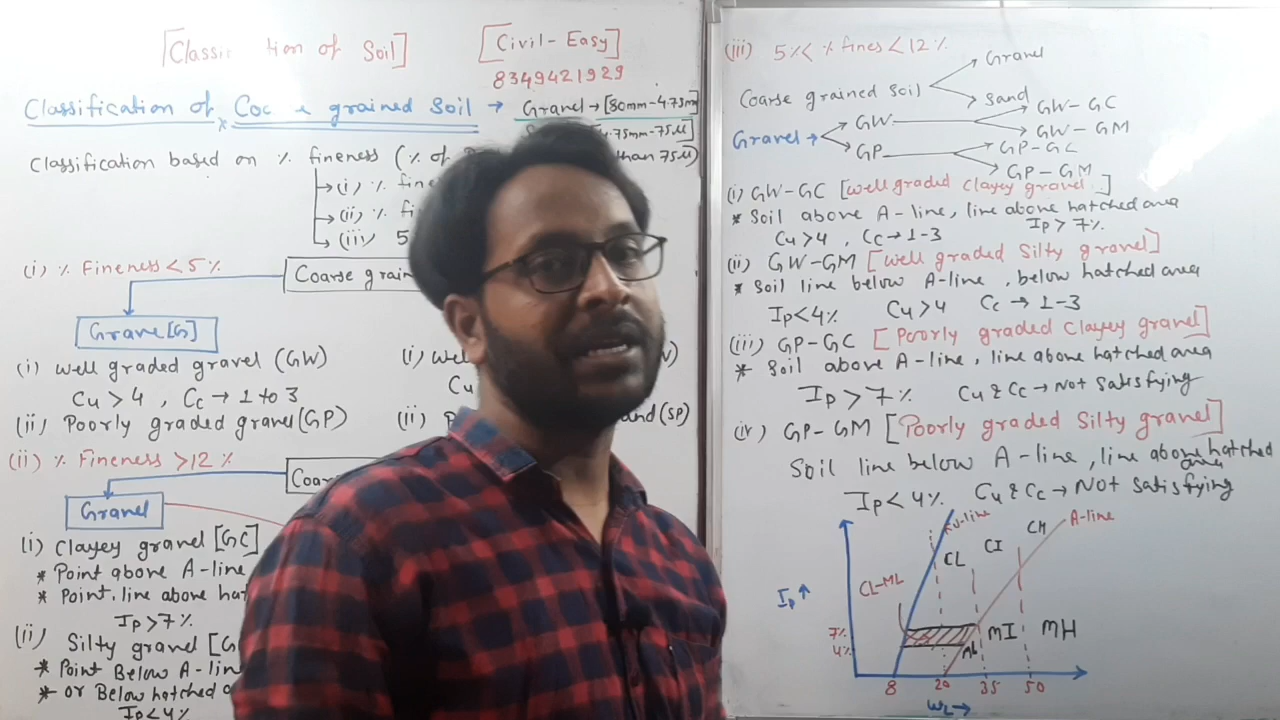 [Classi tion of Soil]
[Civil-Easy]
8349421929
Classification of Co e grained Soil → Gravel → [80mm-4.75mm]
4.75mm-75μ]
Classification based on % fineness (% of than 75μ)
(i) % fine
(ii) % fi
(iii) 5
(i) % Fineness < 5%
Coarse grain
Grave[G]
(i) well graded gravel (GW)
Cu > 4 , Cc → 1 to 3
(ii) Poorly graded gravel (GP)
(i) wel
Cu
(ii) P and (SP)
(ii) % Fineness >12 %
Coar
Gravel
(i) Clayey gravel [GC]
* Point above A-line
* Point line above ha
Ip>7%
(ii) Silty gravel [G
* Point Below A-lin
* or Below hatched a
Ip<4%
(iii) 5%< % fines < 12%
Coarse grained Soil
Gravel
Sand
Gravel →
GW
GW-GC
GW-GM
GP
GP-GC
GP-GM
(i) GW-GC [well graded Clayey gravel]
* Soil above A-line, line above hatched area
Cu>4 , Cc→1-3 Ip>7%
(ii) GW-GM [well graded Silty gravel]
* Soil line below A-line , below hatched area
Ip<4% Cu>4 Cc → 1-3
(iii) GP-GC [Poorly graded Clayey gravel]
* Soil above A-line, line above hatched area
Ip > 7% Cu & Cc → Not Satisfying
(iv) GP-GM [Poorly graded Silty gravel]
Soil line below A-line , line above hatched area
Ip < 4% Cu & Cc → Not Satisfying
U-line
A-line
CH
CI
CL
CL-ML
Ip ↑
7%
4%
MI
MH
ML
8 20 35 50
WL→